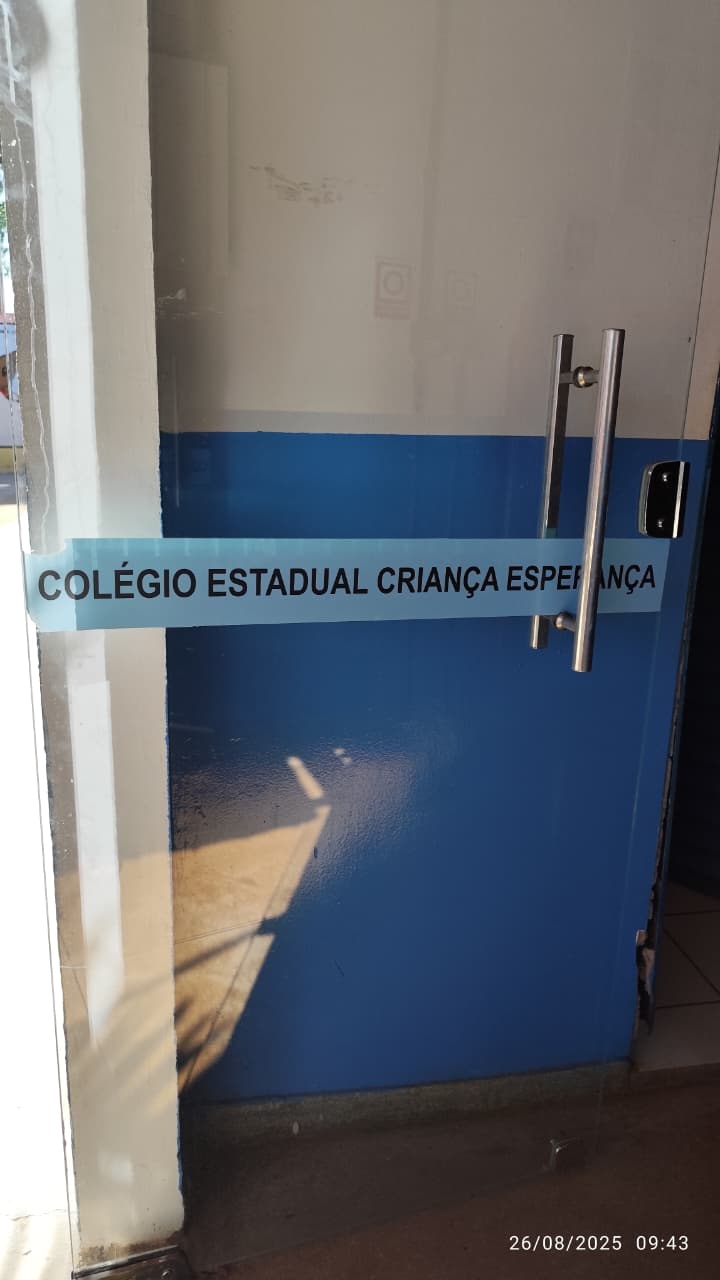 COLÉGIO ESTADUAL CRIANÇA ESPERANÇA
26/08/2025 09:43